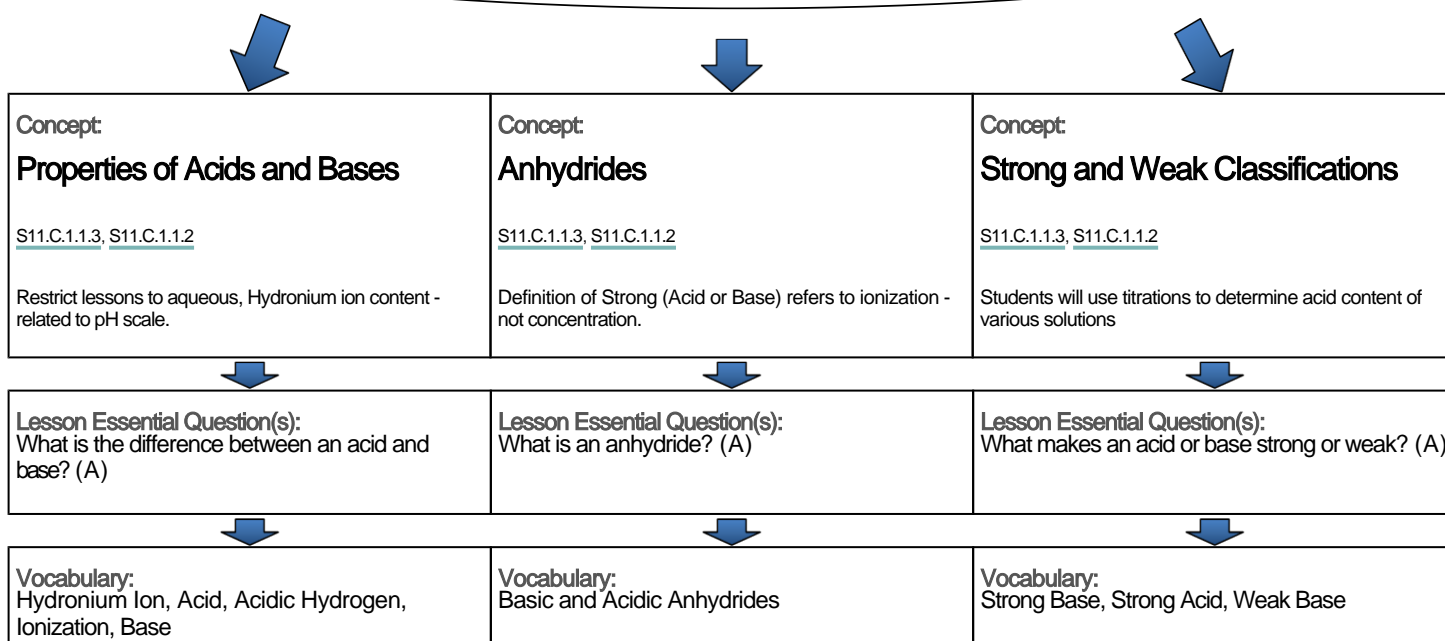 Concept:
Properties of Acids and Bases
S11.C.1.1.3, S11.C.1.1.2
Restrict lessons to aqueous, Hydronium ion content -
related to pH scale.
Concept:
Anhydrides
S11.C.1.1.3, S11.C.1.1.2
Definition of Strong (Acid or Base) refers to ionization -
not concentration.
Concept:
Strong and Weak Classifications
S11.C.1.1.3, S11.C.1.1.2
Students will use titrations to determine acid content of
various solutions
Lesson Essential Question(s):
What is the difference between an acid and
base? (A)
Lesson Essential Question(s):
What is an anhydride? (A)
Lesson Essential Question(s):
What makes an acid or base strong or weak? (A)
Vocabulary:
Hydronium Ion, Acid, Acidic Hydrogen,
Ionization, Base
Vocabulary:
Basic and Acidic Anhydrides
Vocabulary:
Strong Base, Strong Acid, Weak Base